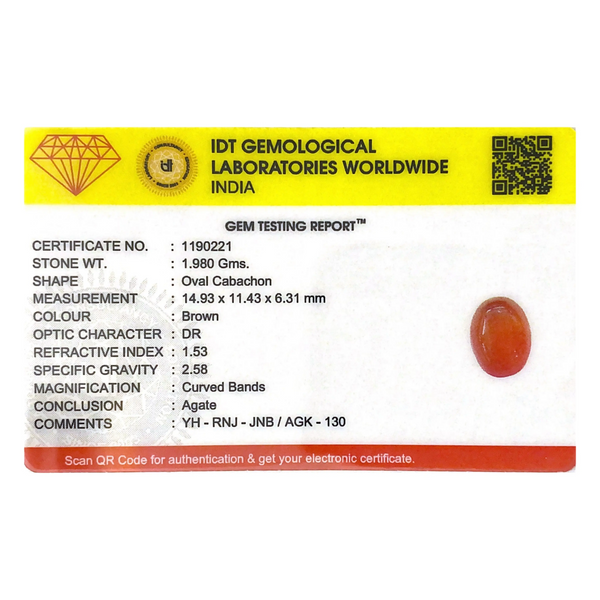 IDT GEMOLOGICAL
LABORATORIES WORLDWIDE
INDIA
GEM TESTING REPORT™
CERTIFICATE NO. : 1190221
STONE WT. : 1.980 Gms.
SHAPE : Oval Cabachon
MEASUREMENT : 14.93 x 11.43 x 6.31 mm
COLOUR : Brown
OPTIC CHARACTER : DR
REFRACTIVE INDEX : 1.53
SPECIFIC GRAVITY : 2.58
MAGNIFICATION : Curved Bands
CONCLUSION : Agate
COMMENTS : YH - RNJ - JNB / AGK - 130
Scan QR Code for authentication & get your electronic certificate.